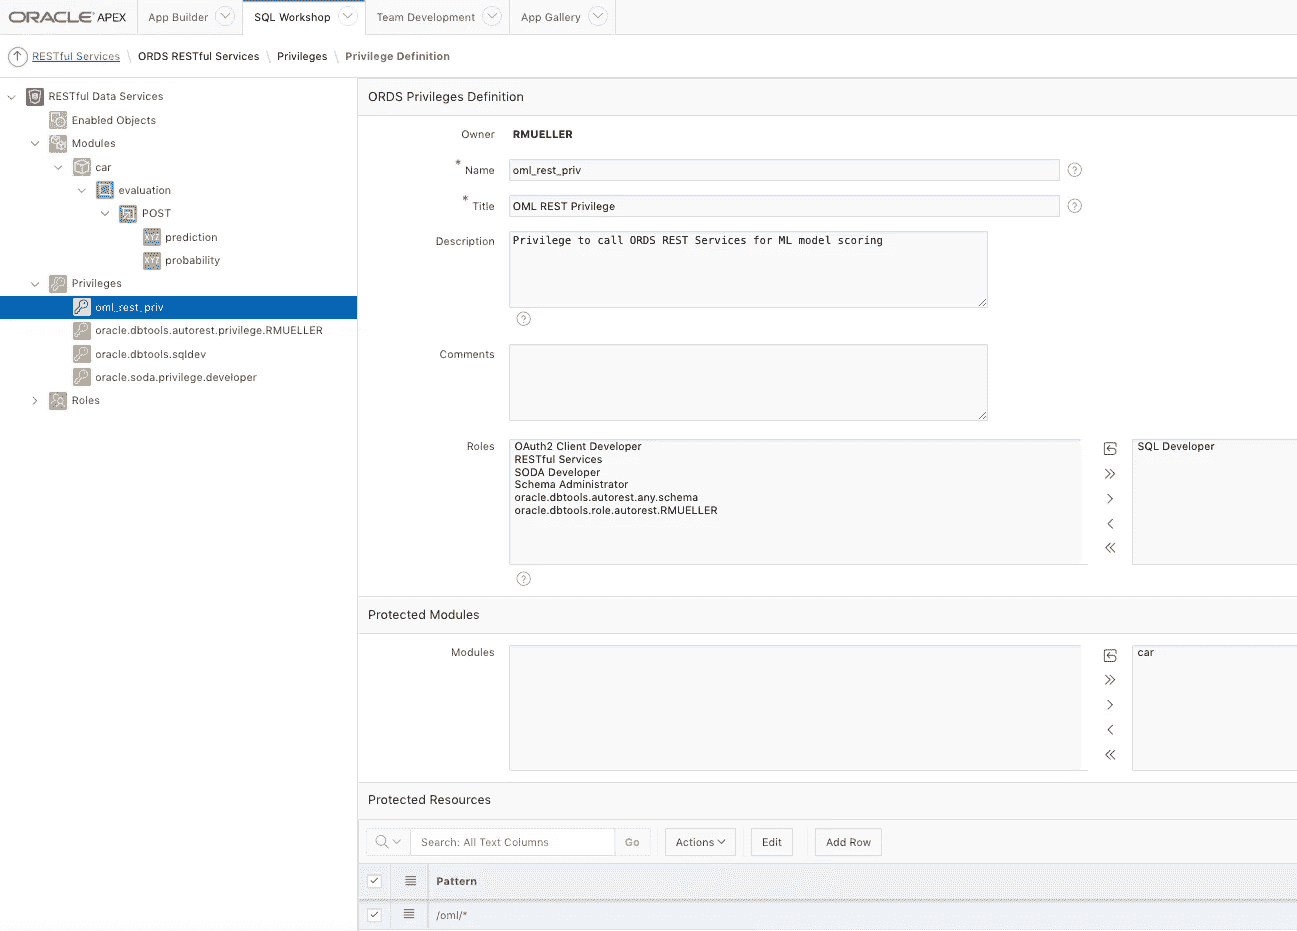 ORACLE APEX App Builder SQL Workshop Team Development App Gallery
RESTful Services \ ORDS RESTful Services \ Privileges \ Privilege Definition
RESTful Data Services
Enabled Objects
Modules
car
evaluation
POST
prediction
probability
Privileges
oml_rest_priv
oracle.dbtools.autorest.privilege.RMUELLER
oracle.dbtools.sqldev
oracle.soda.privilege.developer
Roles
ORDS Privileges Definition
Owner RMUELLER
* Name oml_rest_priv
* Title OML REST Privilege
Description Privilege to call ORDS REST Services for ML model scoring
Comments
Roles OAuth2 Client Developer SQL Developer
RESTful Services
SODA Developer
Schema Administrator
oracle.dbtools.autorest.any.schema
oracle.dbtools.role.autorest.RMUELLER
Protected Modules
Modules car
Protected Resources
Search: All Text Columns Go Actions Edit Add Row
Pattern
/oml/*